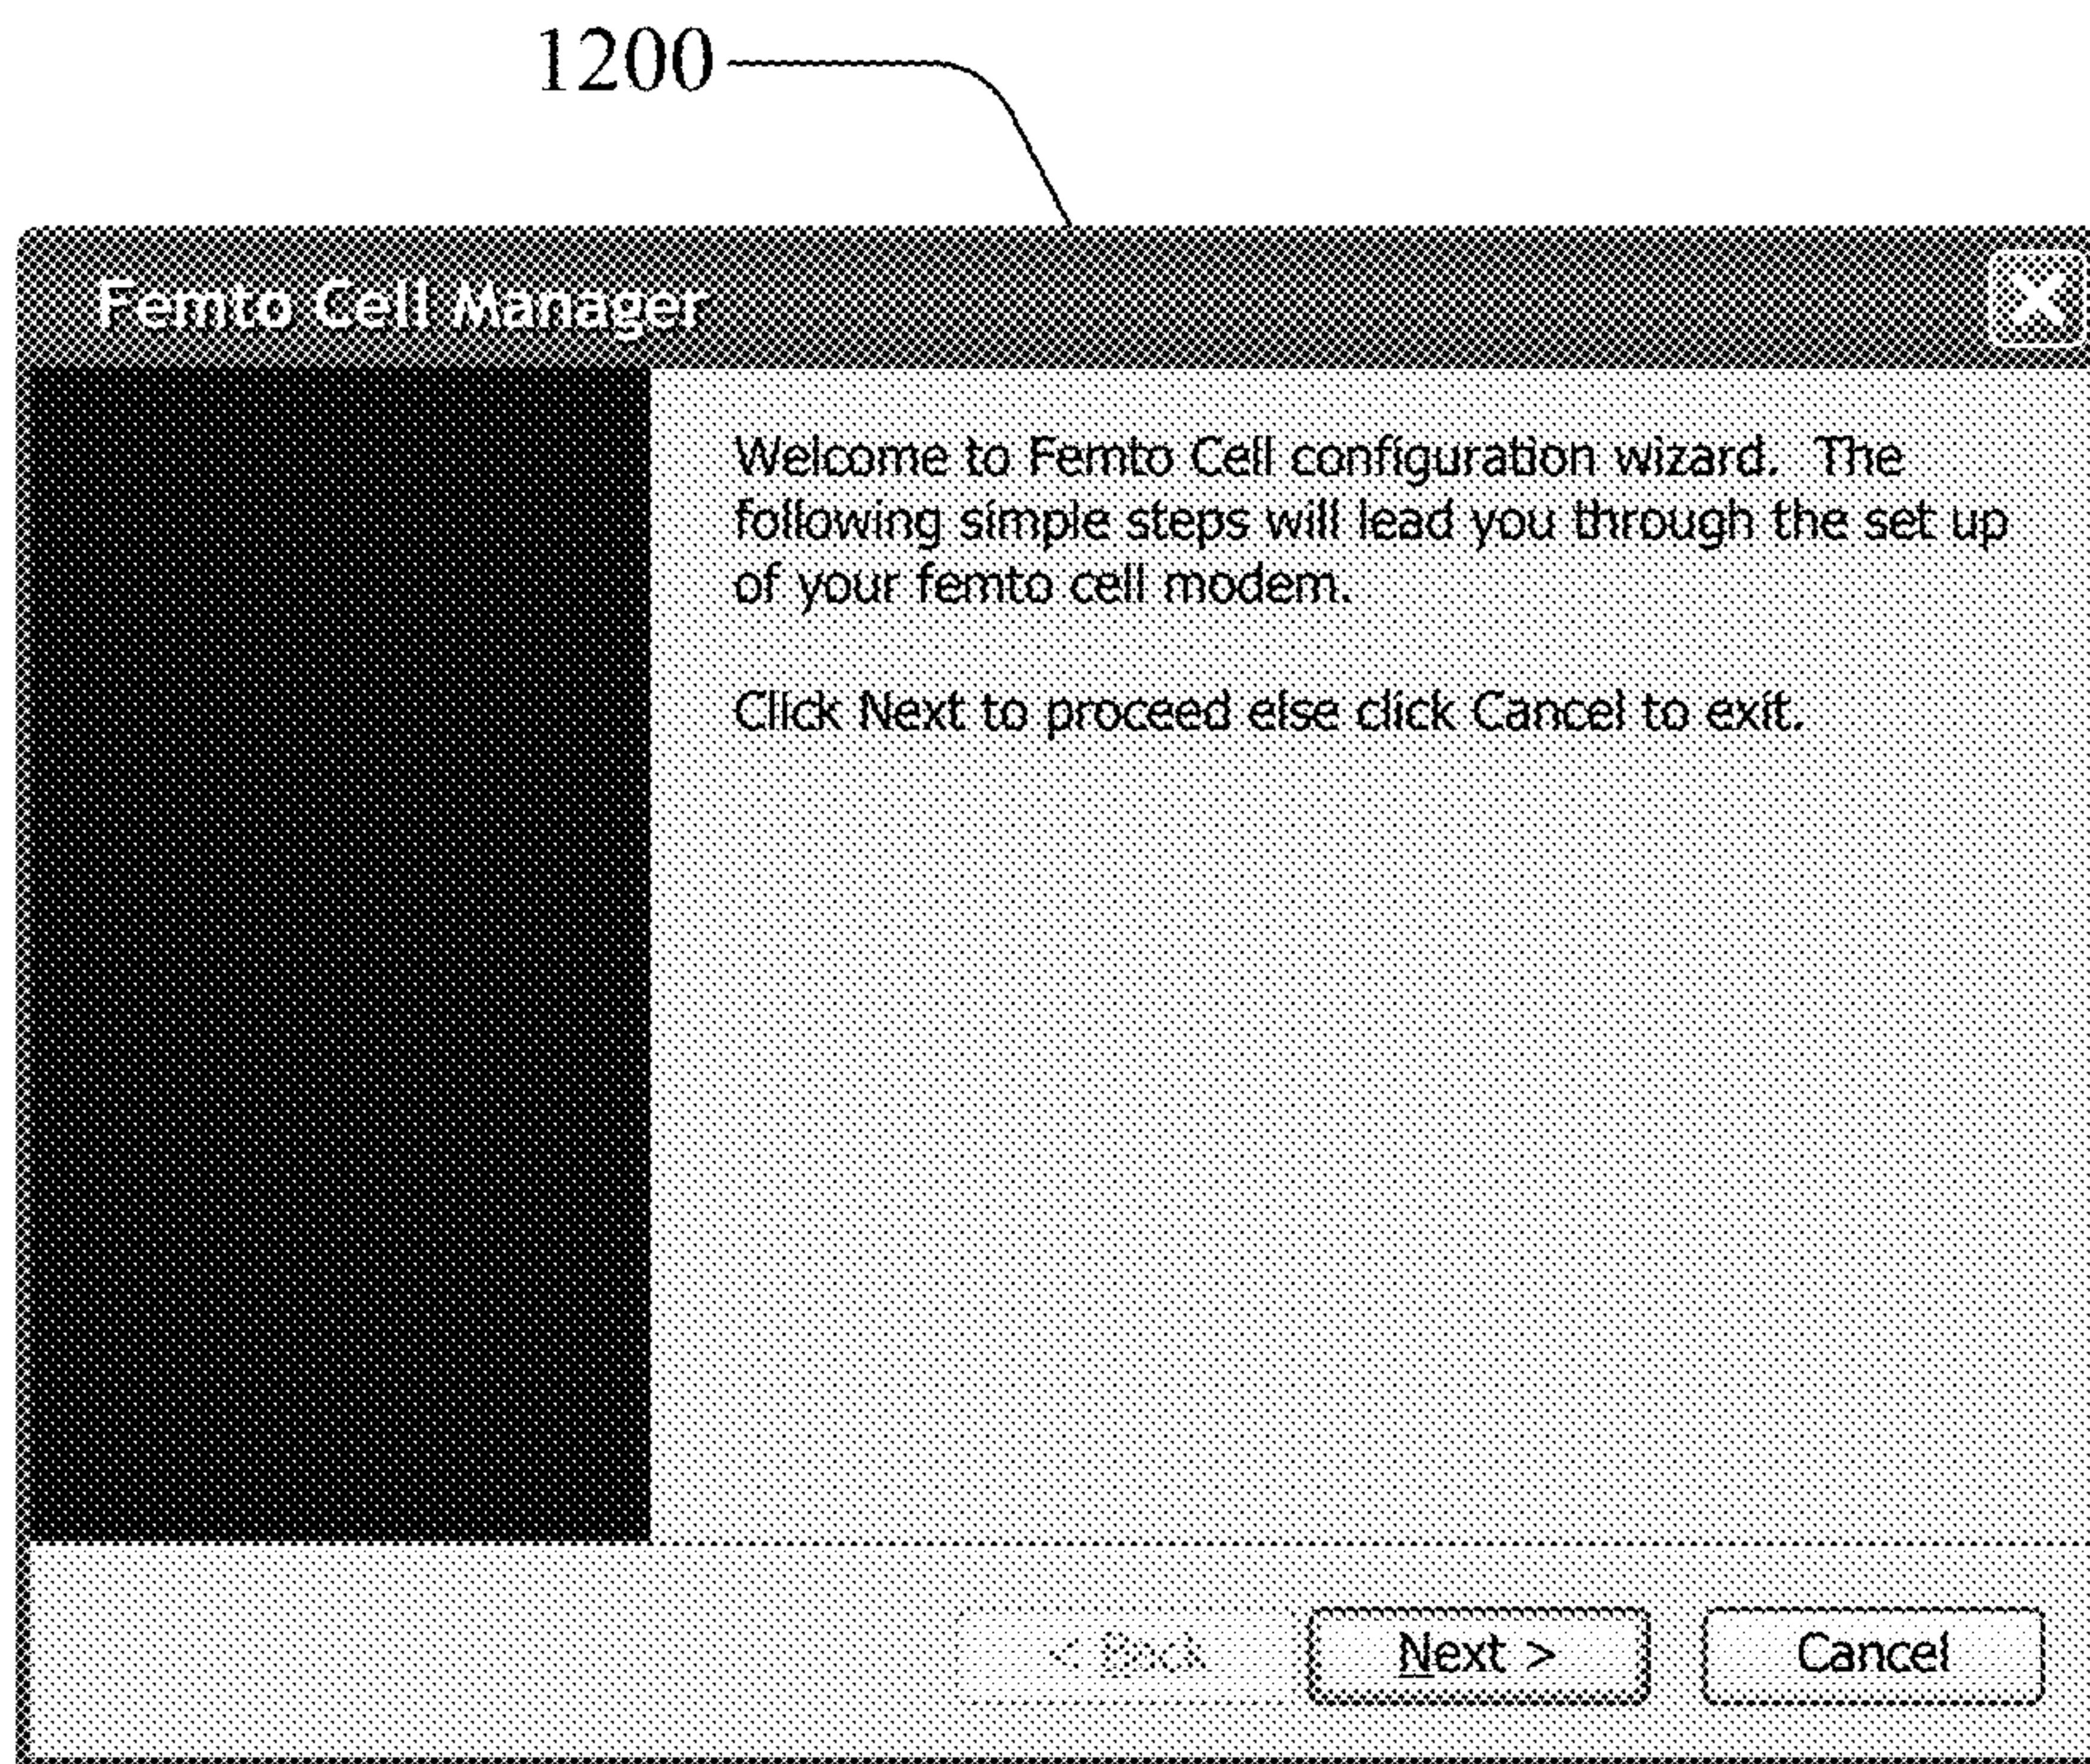 1200
Femto Cell Manager
Welcome to Femto Cell configuration wizard. The
following simple steps will lead you through the set up
of your femto cell modem.
Click Next to proceed else click Cancel to exit.
< Back
Next >
Cancel